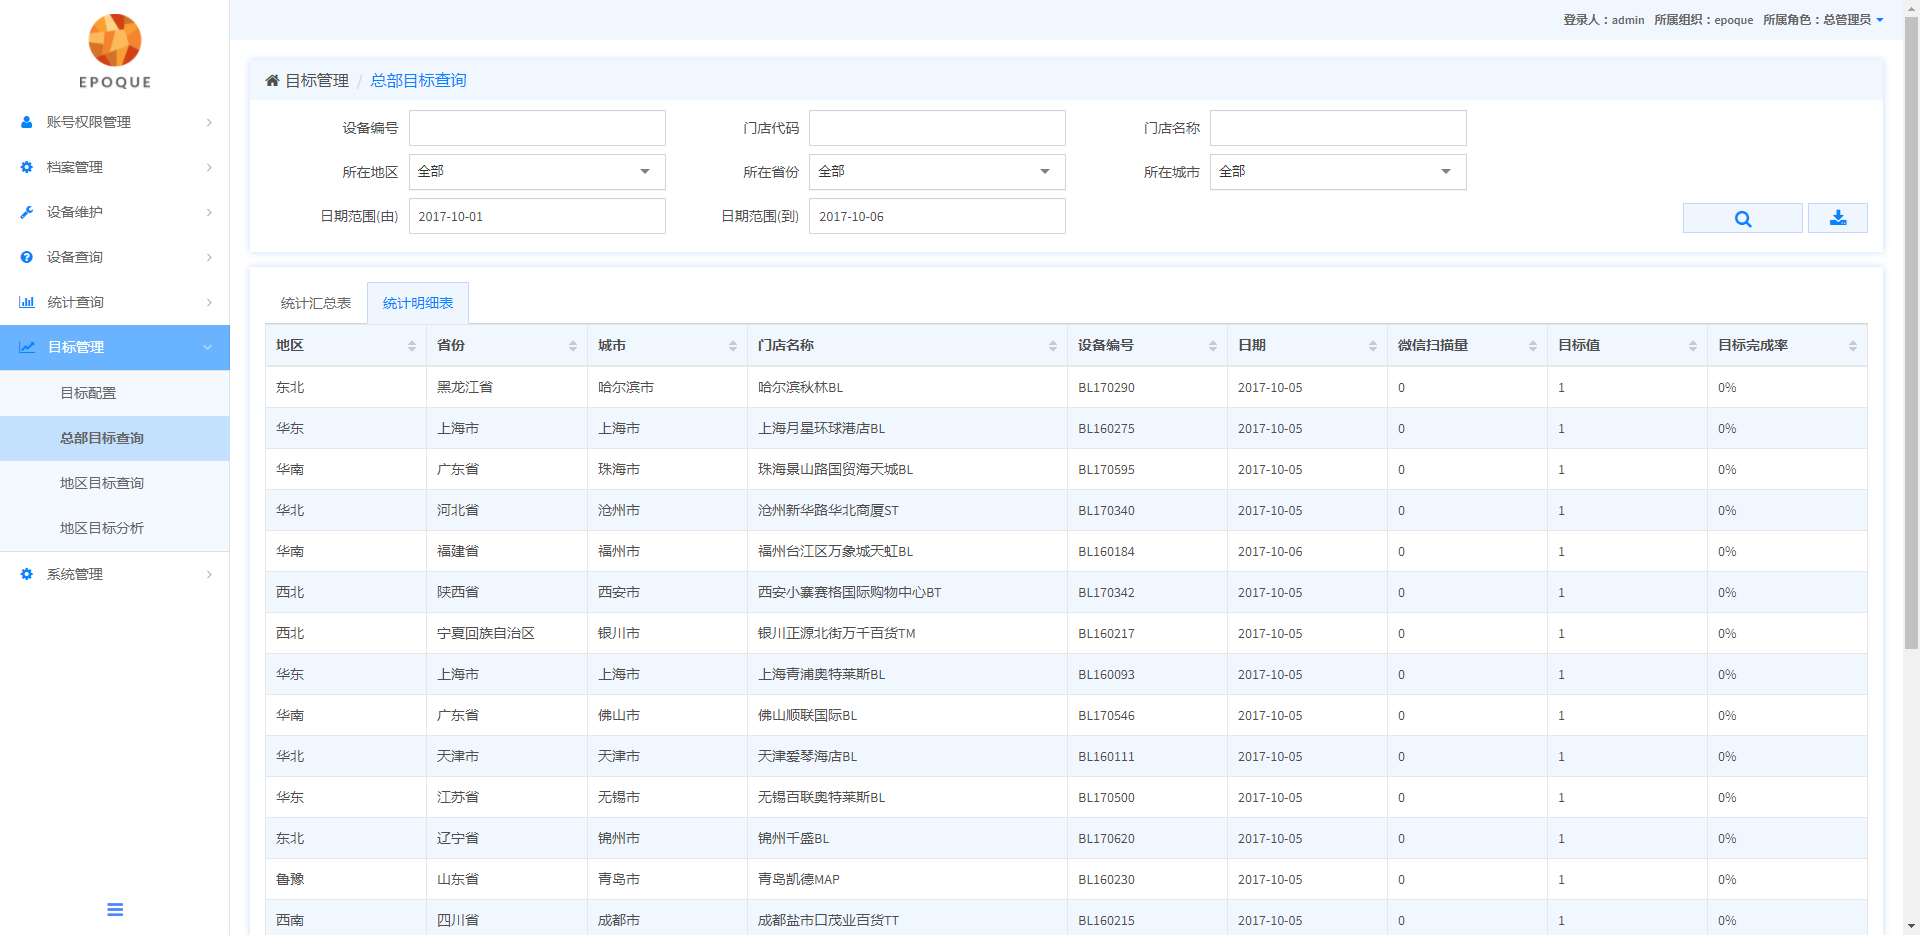 EPOQUE
账号权限管理
档案管理
设备维护
设备查询
统计查询
目标管理
目标配置
总部目标查询
地区目标查询
地区目标分析
系统管理
登录人：admin 所属组织：epoque 所属角色：总管理员
目标管理 / 总部目标查询
设备编号 门店代码 门店名称
所在地区 全部 所在省份 全部 所在城市 全部
日期范围(由) 2017-10-01 日期范围(到) 2017-10-06
统计汇总表 统计明细表
地区 省份 城市 门店名称 设备编号 日期 微信扫描量 目标值 目标完成率
东北 黑龙江省 哈尔滨市 哈尔滨秋林BL BL170290 2017-10-05 0 1 0%
华东 上海市 上海市 上海月星环球港店BL BL160275 2017-10-05 0 1 0%
华南 广东省 珠海市 珠海景山路国贸海天城BL BL170595 2017-10-05 0 1 0%
华北 河北省 沧州市 沧州新华路华北商厦ST BL170340 2017-10-05 0 1 0%
华南 福建省 福州市 福州台江区万象城天虹BL BL160184 2017-10-06 0 1 0%
西北 陕西省 西安市 西安小寨赛格国际购物中心BT BL170342 2017-10-05 0 1 0%
西北 宁夏回族自治区 银川市 银川正源北街万千百货TM BL160217 2017-10-05 0 1 0%
华东 上海市 上海市 上海青浦奥特莱斯BL BL160093 2017-10-05 0 1 0%
华南 广东省 佛山市 佛山顺联国际BL BL170546 2017-10-05 0 1 0%
华北 天津市 天津市 天津爱琴海店BL BL160111 2017-10-05 0 1 0%
华东 江苏省 无锡市 无锡百联奥特莱斯BL BL170500 2017-10-05 0 1 0%
东北 辽宁省 锦州市 锦州千盛BL BL170620 2017-10-05 0 1 0%
鲁豫 山东省 青岛市 青岛凯德MAP BL160230 2017-10-05 0 1 0%
西南 四川省 成都市 成都盐市口茂业百货TT BL160215 2017-10-05 0 1 0%